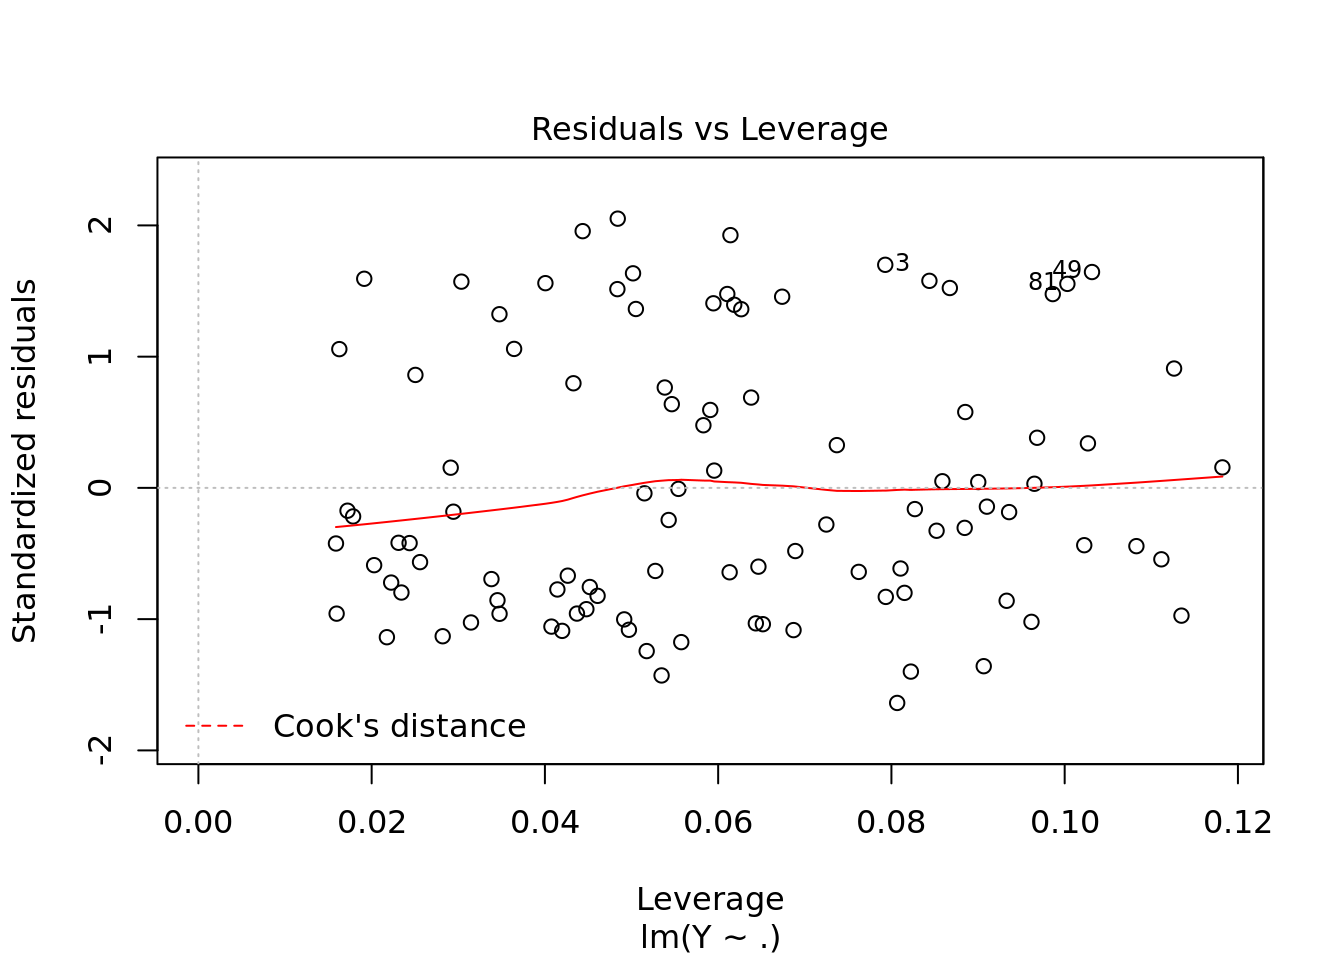 Residuals vs Leverage
Standardized residuals
2
1
0
-1
-2
3
49
81
Cook's distance
0.00 0.02 0.04 0.06 0.08 0.10 0.12
Leverage
lm(Y ~ .)